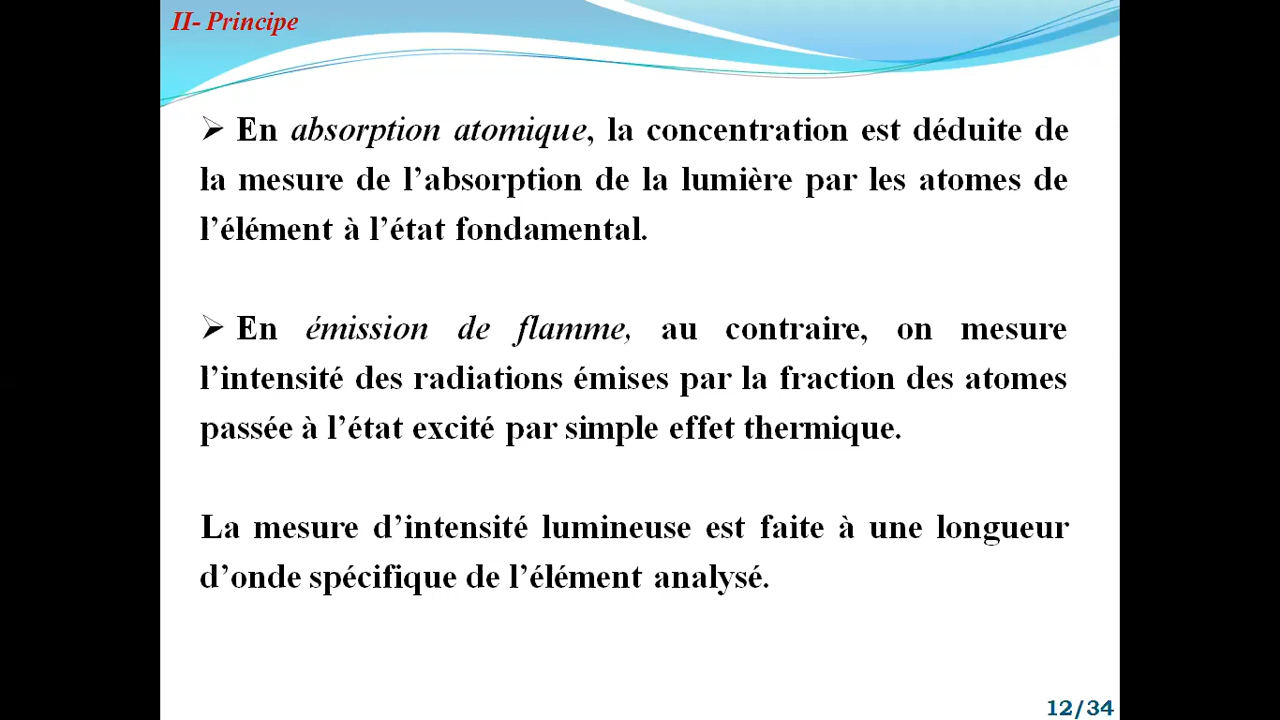 II- Principe
➢ En absorption atomique, la concentration est déduite de
la mesure de l’absorption de la lumière par les atomes de
l’élément à l’état fondamental.
➢ En émission de flamme, au contraire, on mesure
l’intensité des radiations émises par la fraction des atomes
passée à l’état excité par simple effet thermique.
La mesure d’intensité lumineuse est faite à une longueur
d’onde spécifique de l’élément analysé.
12/34